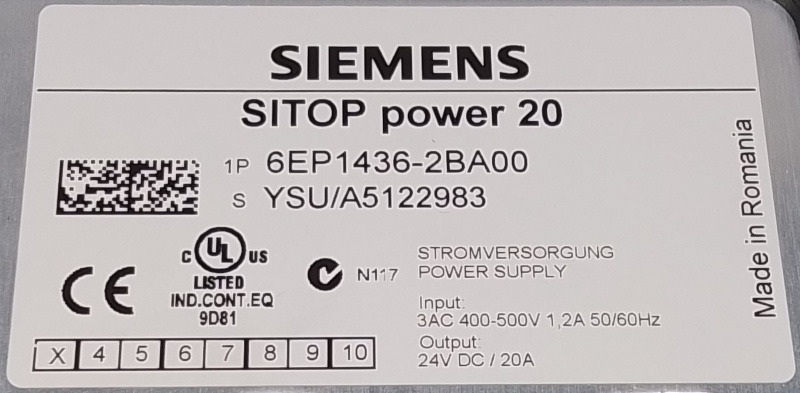 SIEMENS
SITOP power 20
1P 6EP1436-2BA00
S YSU/A5122983
C UL US
LISTED
IND.CONT.EQ
9D81
CE
N117
STROMVERSORGUNG
POWER SUPPLY
Input:
3AC 400-500V 1,2A 50/60Hz
Output:
24V DC / 20A
X 4 5 6 7 8 9 10
Made in Romania